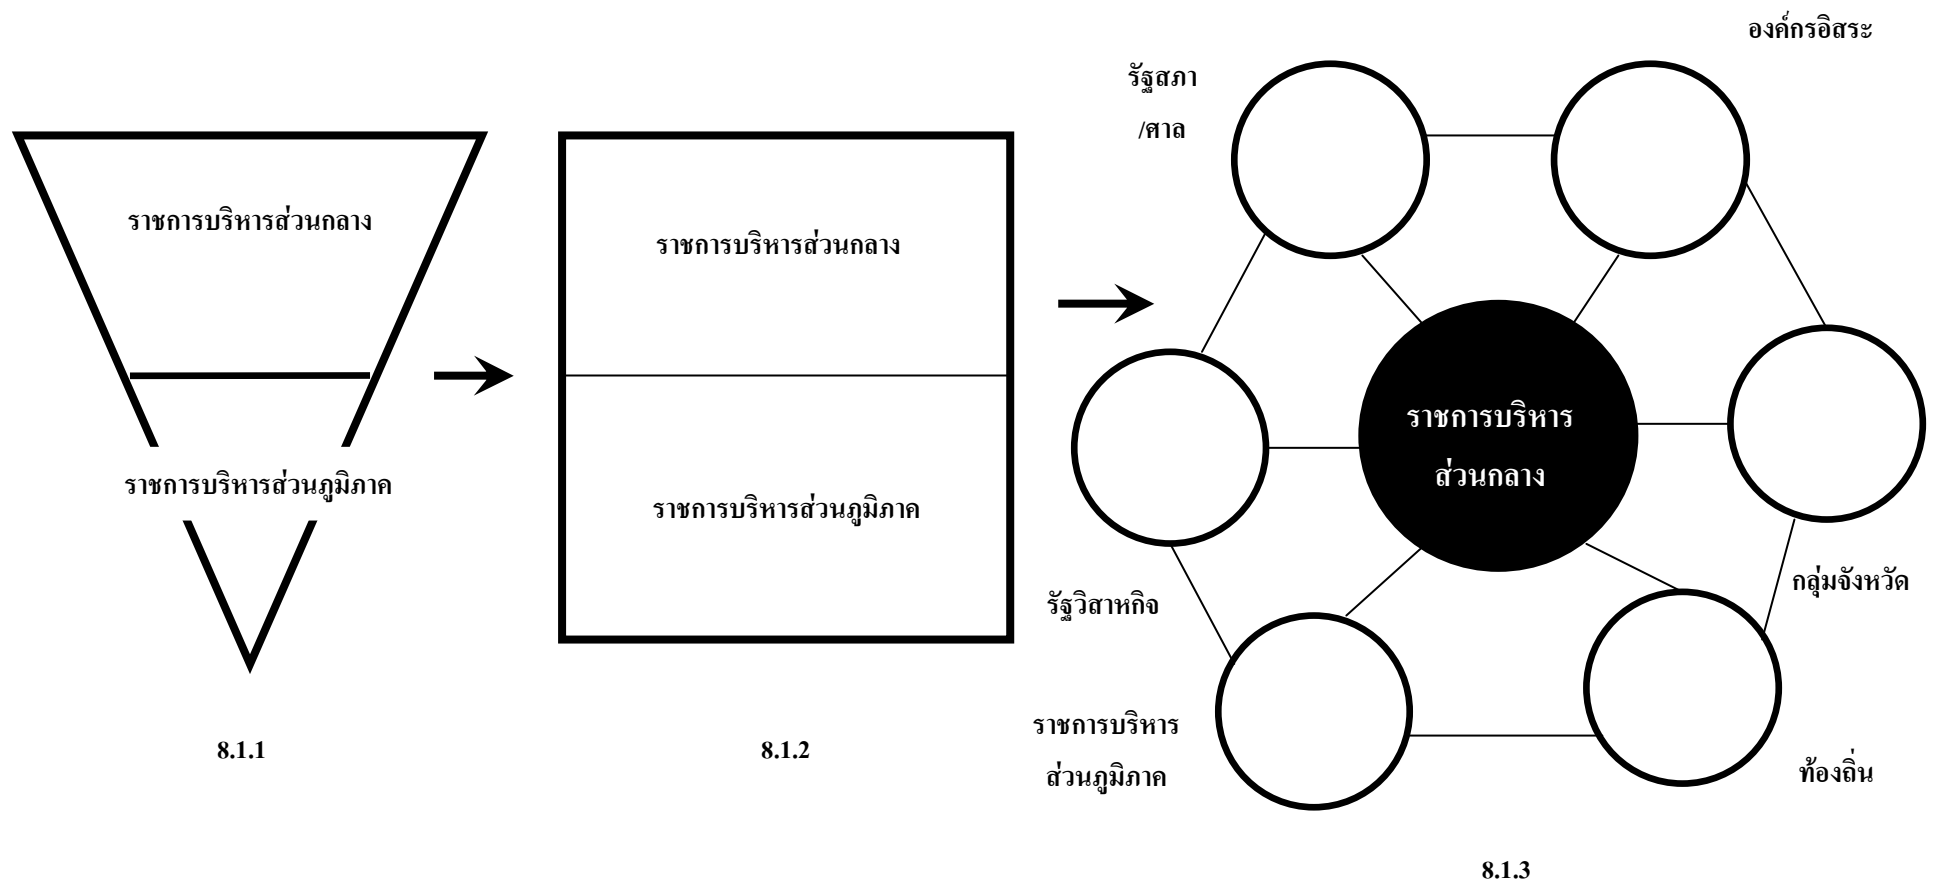 ราชการบริหารส่วนกลาง
ราชการบริหารส่วนภูมิภาค
8.1.1
ราชการบริหารส่วนกลาง
ราชการบริหารส่วนภูมิภาค
8.1.2
องค์กรอิสระ
รัฐสภา
/ศาล
ราชการบริหาร
ส่วนกลาง
กลุ่มจังหวัด
รัฐวิสาหกิจ
ราชการบริหาร
ส่วนภูมิภาค
ท้องถิ่น
8.1.3